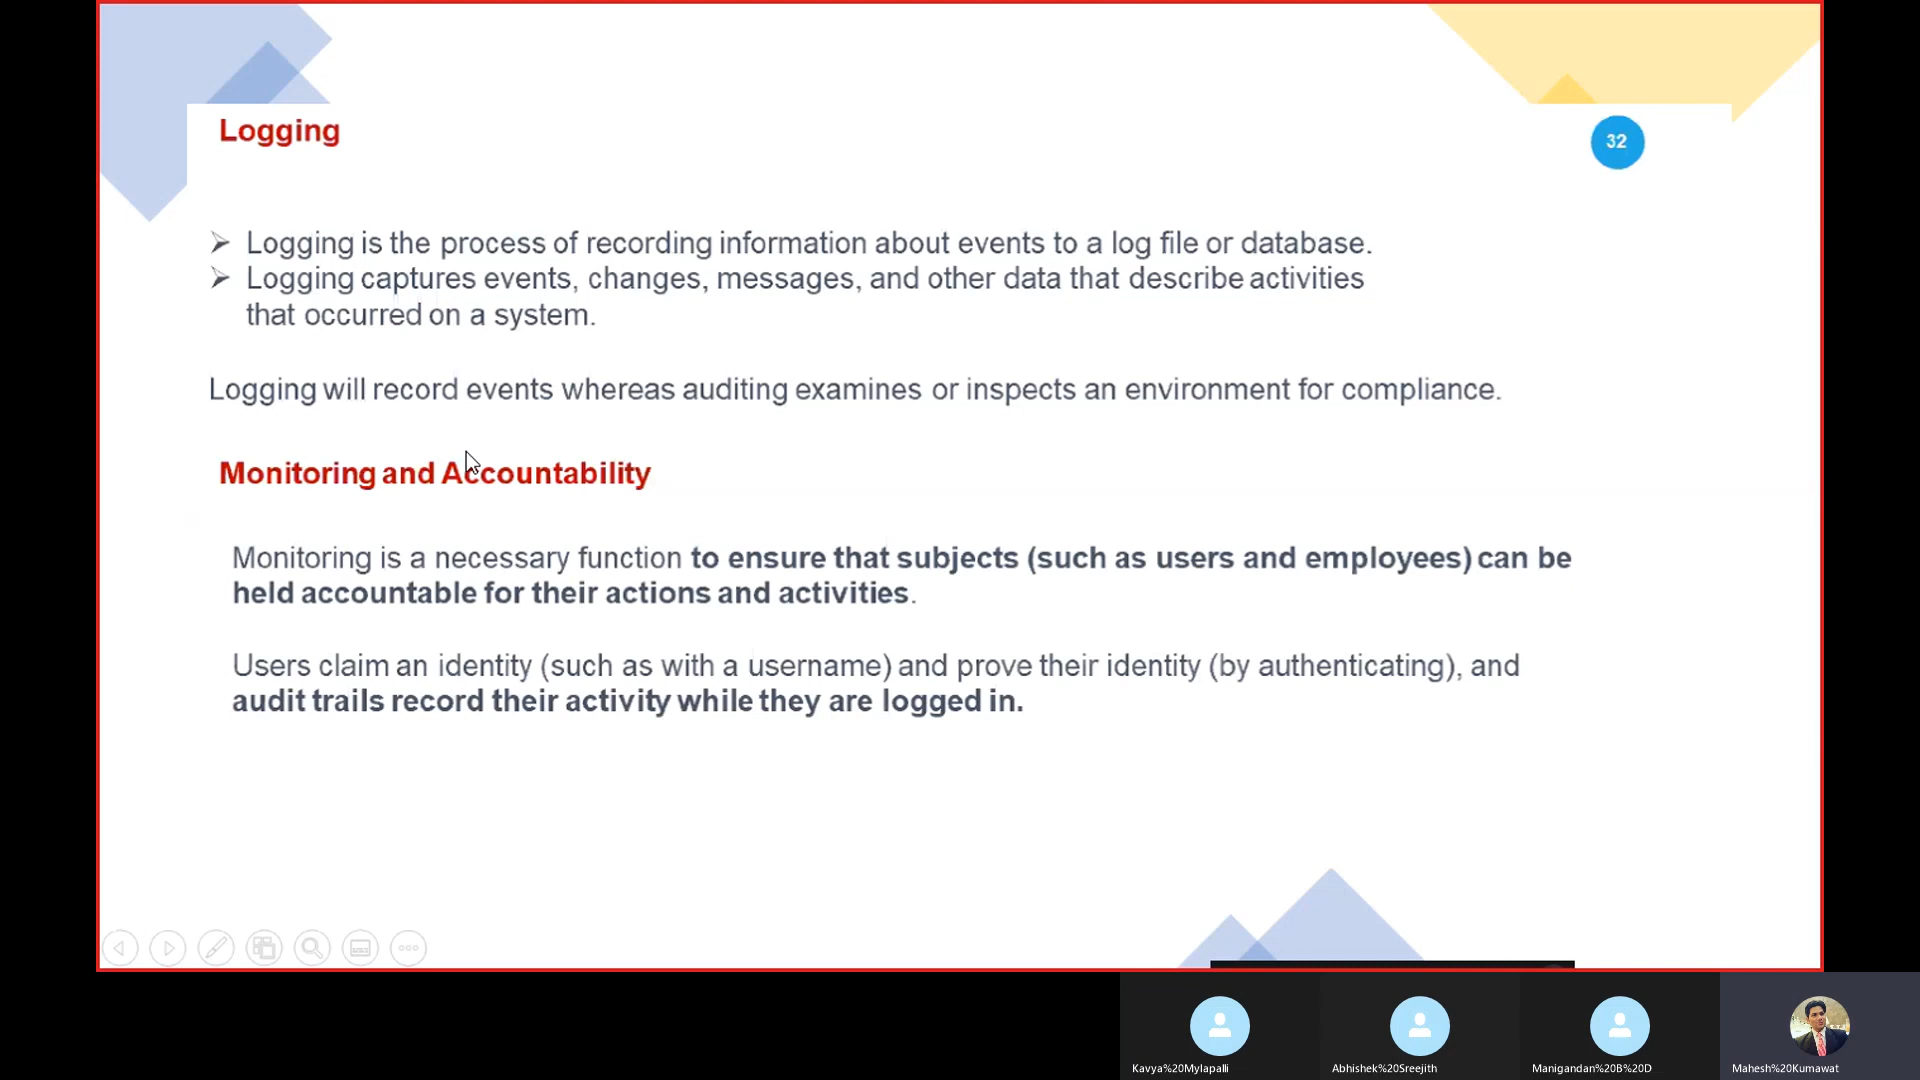 Logging
32
➢ Logging is the process of recording information about events to a log file or database.
➢ Logging captures events, changes, messages, and other data that describe activities
that occurred on a system.
Logging will record events whereas auditing examines or inspects an environment for compliance.
Monitoring and Accountability
Monitoring is a necessary function to ensure that subjects (such as users and employees) can be
held accountable for their actions and activities.
Users claim an identity (such as with a username) and prove their identity (by authenticating), and
audit trails record their activity while they are logged in.
Kavya%20Mylapalli
Abhishek%20Sreejith
Manigandan%20B%20D
Mahesh%20Kumawat